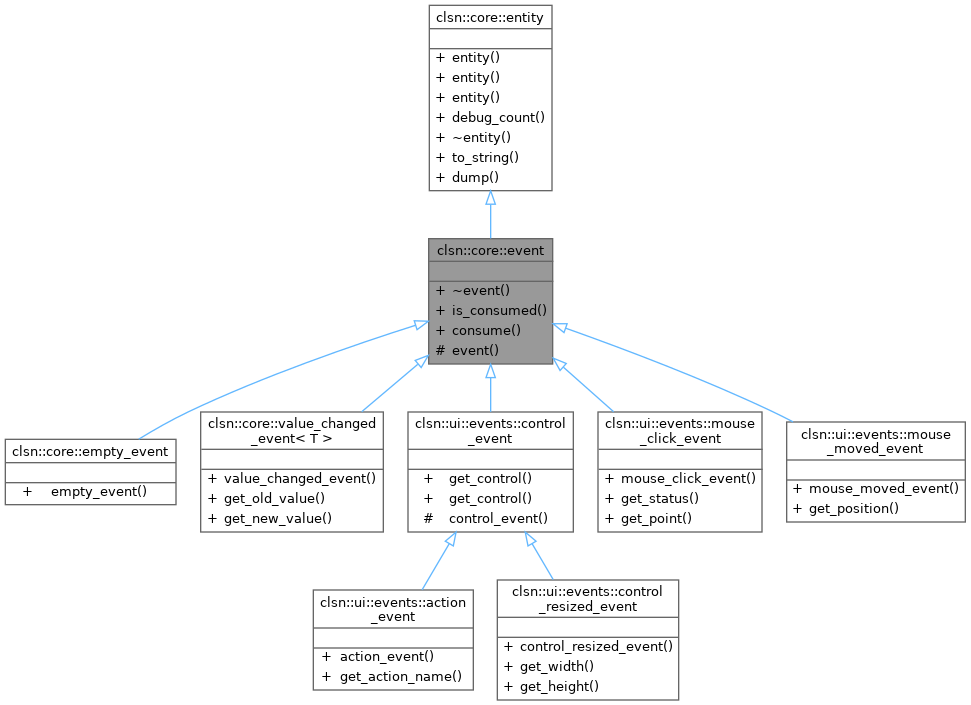 clsn::core::entity
+ entity()
+ entity()
+ entity()
+ debug_count()
+ ~entity()
+ to_string()
+ dump()
clsn::core::event
+ ~event()
+ is_consumed()
+ consume()
# event()
clsn::core::empty_event
+ empty_event()
clsn::core::value_changed
_event< T >
+ value_changed_event()
+ get_old_value()
+ get_new_value()
clsn::ui::events::control
_event
+ get_control()
+ get_control()
# control_event()
clsn::ui::events::mouse
_click_event
+ mouse_click_event()
+ get_status()
+ get_point()
clsn::ui::events::mouse
_moved_event
+ mouse_moved_event()
+ get_position()
clsn::ui::events::action
_event
+ action_event()
+ get_action_name()
clsn::ui::events::control
_resized_event
+ control_resized_event()
+ get_width()
+ get_height()